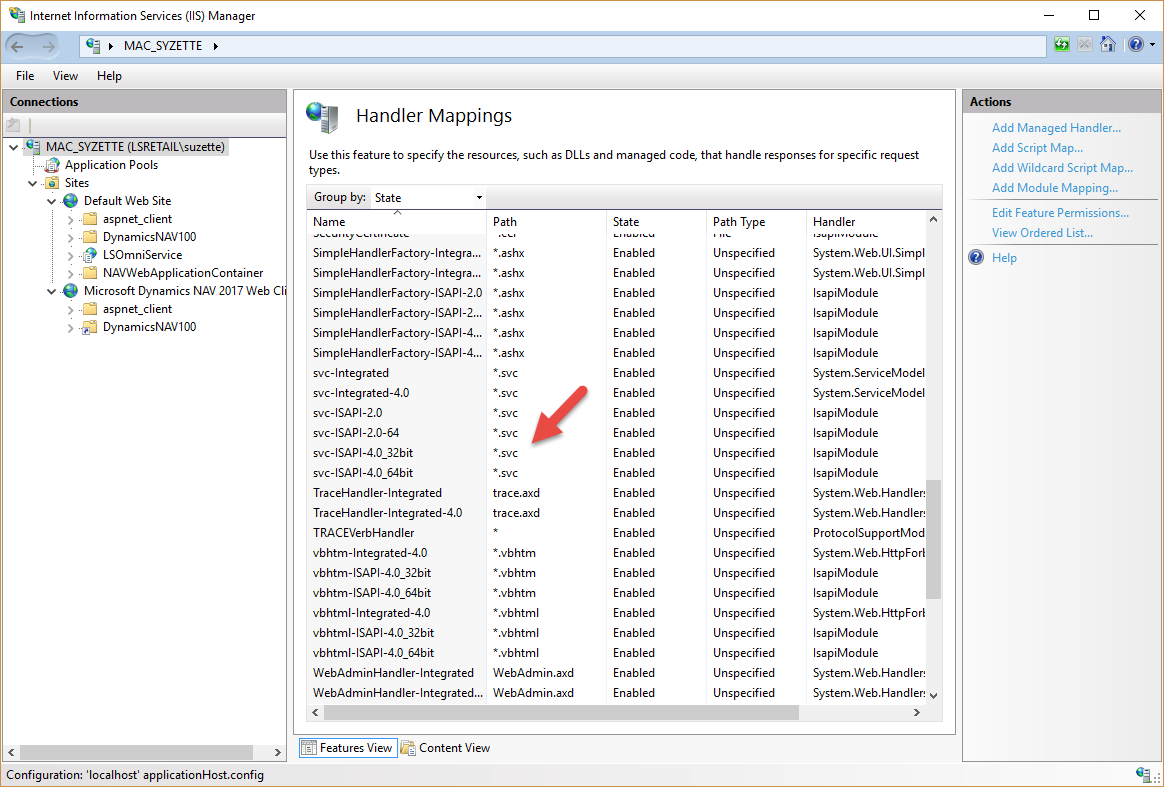 Internet Information Services (IIS) Manager
MAC_SYZETTE
File View Help
Connections
MAC_SYZETTE (LSRETAIL\suzette)
Application Pools
Sites
Default Web Site
aspnet_client
DynamicsNAV100
LSOmniService
NAVWebApplicationContainer
Microsoft Dynamics NAV 2017 Web Cli
aspnet_client
DynamicsNAV100
Handler Mappings
Use this feature to specify the resources, such as DLLs and managed code, that handle responses for specific request
types.
Group by: State
Name Path State Path Type Handler
SecurityCertificate *.cer Enabled File IsapiModule
SimpleHandlerFactory-Integra... *.ashx Enabled Unspecified System.Web.UI.Simpl
SimpleHandlerFactory-Integra... *.ashx Enabled Unspecified System.Web.UI.Simpl
SimpleHandlerFactory-ISAPI-2.0 *.ashx Enabled Unspecified IsapiModule
SimpleHandlerFactory-ISAPI-2... *.ashx Enabled Unspecified IsapiModule
SimpleHandlerFactory-ISAPI-4... *.ashx Enabled Unspecified IsapiModule
SimpleHandlerFactory-ISAPI-4... *.ashx Enabled Unspecified IsapiModule
svc-Integrated *.svc Enabled Unspecified System.ServiceModel
svc-Integrated-4.0 *.svc Enabled Unspecified System.ServiceModel
svc-ISAPI-2.0 *.svc Enabled Unspecified IsapiModule
svc-ISAPI-2.0-64 *.svc Enabled Unspecified IsapiModule
svc-ISAPI-4.0_32bit *.svc Enabled Unspecified IsapiModule
svc-ISAPI-4.0_64bit *.svc Enabled Unspecified IsapiModule
TraceHandler-Integrated trace.axd Enabled Unspecified System.Web.Handlers
TraceHandler-Integrated-4.0 trace.axd Enabled Unspecified System.Web.Handlers
TRACEVerbHandler * Enabled Unspecified ProtocolSupportMod
vbhtm-Integrated-4.0 *.vbhtm Enabled Unspecified System.Web.HttpForb
vbhtm-ISAPI-4.0_32bit *.vbhtm Enabled Unspecified IsapiModule
vbhtm-ISAPI-4.0_64bit *.vbhtm Enabled Unspecified IsapiModule
vbhtml-Integrated-4.0 *.vbhtml Enabled Unspecified System.Web.HttpForb
vbhtml-ISAPI-4.0_32bit *.vbhtml Enabled Unspecified IsapiModule
vbhtml-ISAPI-4.0_64bit *.vbhtml Enabled Unspecified IsapiModule
WebAdminHandler-Integrated WebAdmin.axd Enabled Unspecified System.Web.Handlers
WebAdminHandler-Integrated... WebAdmin.axd Enabled Unspecified System.Web.Handlers
Features View Content View
Actions
Add Managed Handler...
Add Script Map...
Add Wildcard Script Map...
Add Module Mapping...
Edit Feature Permissions...
View Ordered List...
Help
Configuration: 'localhost' applicationHost.config